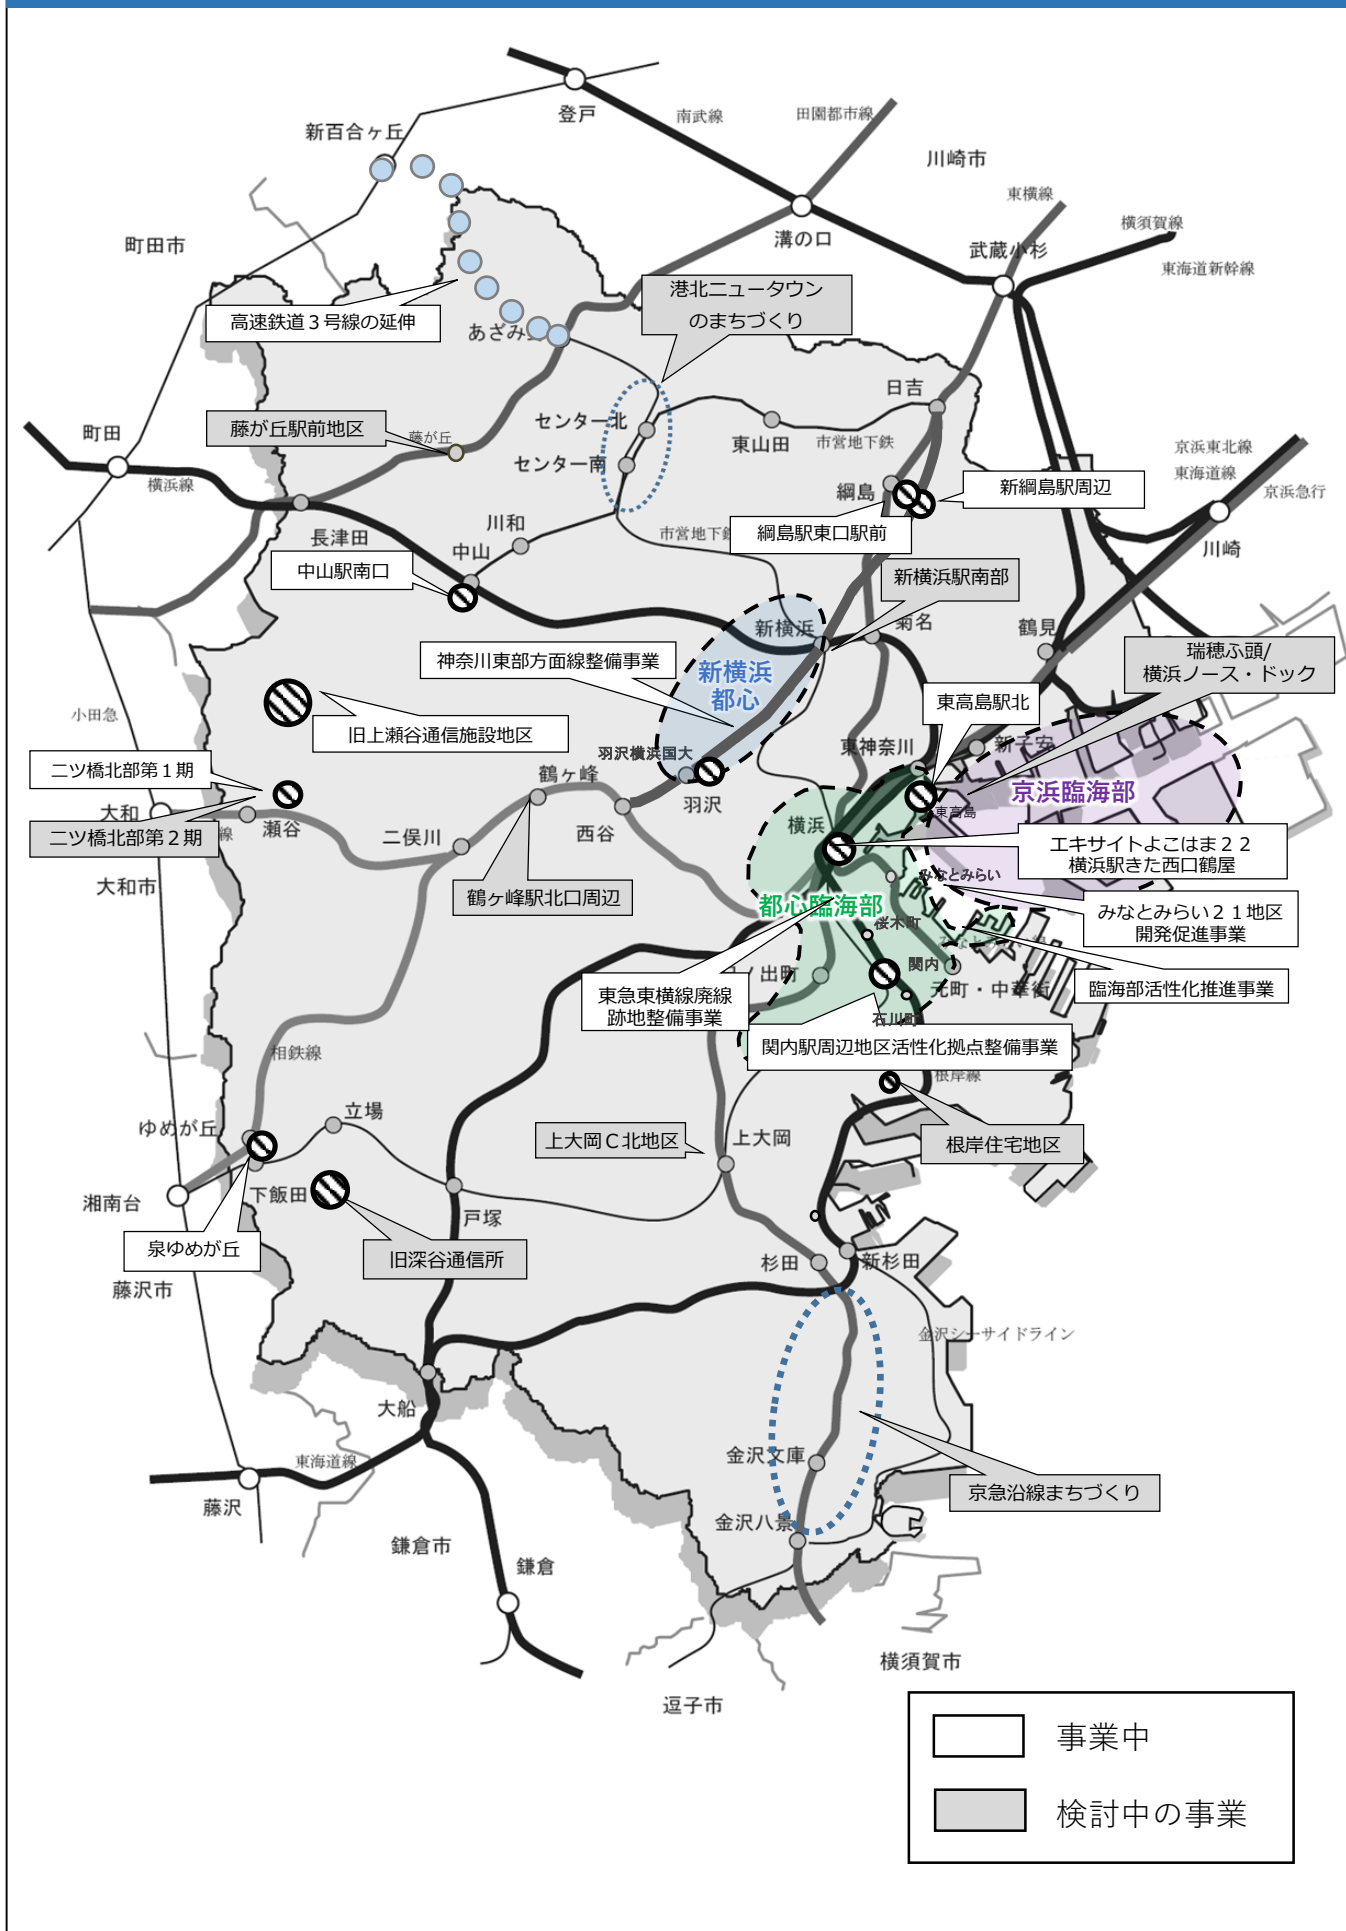 登戸
南武線
田園都市線
新百合ヶ丘
川崎市
東横線
横須賀線
町田市
溝の口
武蔵小杉
東海道新幹線
港北ニュータウン
のまちづくり
高速鉄道３号線の延伸
あざみ
日吉
センター北
藤が丘駅前地区
藤が丘
東山田
市営地下鉄
町田
京浜東北線
東海道線
京浜急行
センター南
横浜線
綱島
新綱島駅周辺
川和
市営地下鉄
綱島駅東口駅前
長津田
中山
川崎
中山駅南口
新横浜駅南部
新横浜
菊名
鶴見
瑞穂ふ頭/
横浜ノース・ドック
神奈川東部方面線整備事業
新横浜
都心
東高島駅北
小田急
旧上瀬谷通信施設地区
羽沢横浜国大
東神奈川
新子安
二ツ橋北部第１期
鶴ヶ峰
京浜臨海部
羽沢
大和
瀬谷
西谷
横浜
東高島
二ツ橋北部第２期
線
二俣川
エキサイトよこはま２２
横浜駅きた西口鶴屋
大和市
鶴ヶ峰駅北口周辺
みなとみらい
都心臨海部
桜木町
みなとみらい２１地区
開発促進事業
関内
ノ出町
元町・中華街
臨海部活性化推進事業
東急東横線廃線
跡地整備事業
石川町
関内駅周辺地区活性化拠点整備事業
相鉄線
根岸線
立場
ゆめが丘
上大岡Ｃ北地区
上大岡
根岸住宅地区
湘南台
下飯田
戸塚
泉ゆめが丘
旧深谷通信所
杉田
新杉田
藤沢市
金沢シーサイドライン
大船
東海道線
金沢文庫
京急沿線まちづくり
藤沢
金沢八景
鎌倉市
鎌倉
横須賀市
逗子市
事業中
検討中の事業